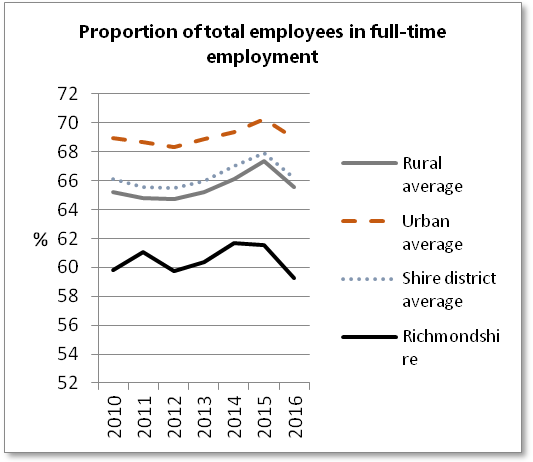 Proportion of total employees in full-time
employment
72
70
68
66
64
62
60
58
56
54
52
%
2010
2011
2012
2013
2014
2015
2016
Rural
average
Urban
average
Shire district
average
Richmondshi
re